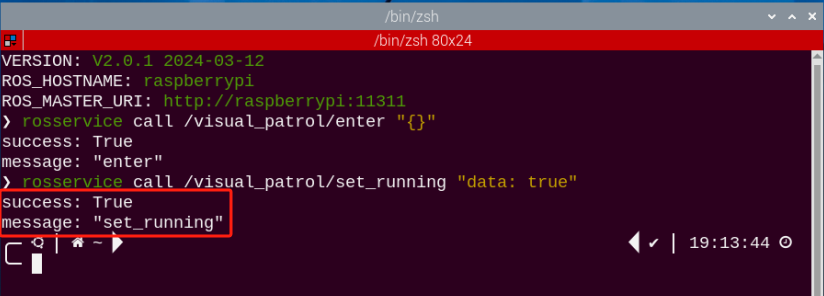 /bin/zsh
/bin/zsh 80x24
VERSION: V2.0.1 2024-03-12
ROS_HOSTNAME: raspberrypi
ROS_MASTER_URI: http://raspberrypi:11311
❯ rosservice call /visual_patrol/enter "{}"
success: True
message: "enter"
❯ rosservice call /visual_patrol/set_running "data: true"
success: True
message: "set_running"
~ ✔ 19:13:44